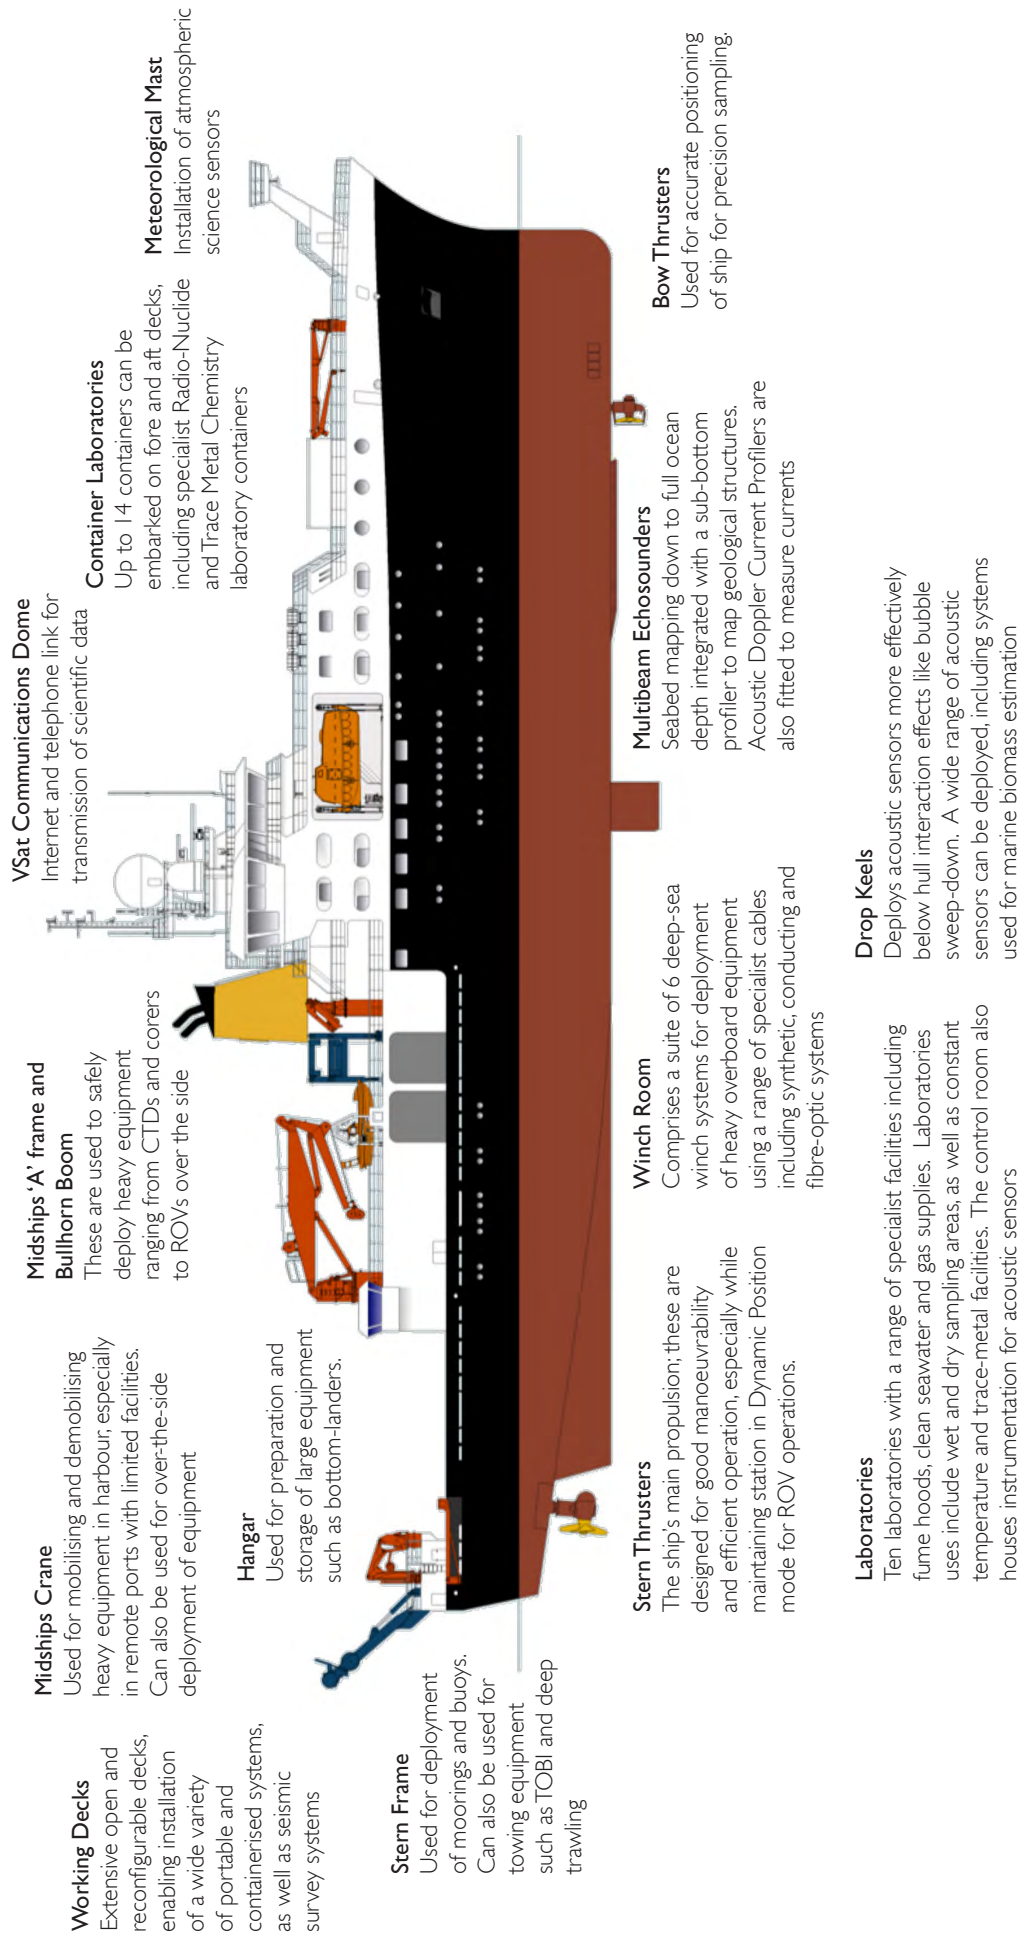 Working Decks
Extensive open and
reconfigurable decks,
enabling installation
of a wide variety
of portable and
containerised systems,
as well as seismic
survey systems
Midships Crane
Used for mobilising and demobilising
heavy equipment in harbour, especially
in remote ports with limited facilities.
Can also be used for over-the-side
deployment of equipment
Midships ‘A’ frame and
Bullhorn Boom
These are used to safely
deploy heavy equipment
ranging from CTDs and corers
to ROVs over the side
VSat Communications Dome
Internet and telephone link for
transmission of scientific data
Container Laboratories
Up to 14 containers can be
embarked on fore and aft decks,
including specialist Radio-Nuclide
and Trace Metal Chemistry
laboratory containers
Meteorological Mast
Installation of atmospheric
science sensors
Hangar
Used for preparation and
storage of large equipment
such as bottom-landers.
Stern Frame
Used for deployment
of moorings and buoys.
Can also be used for
towing equipment
such as TOBI and deep
trawling
Stern Thrusters
The ship’s main propulsion; these are
designed for good manoeuvrability
and efficient operation, especially while
maintaining station in Dynamic Position
mode for ROV operations.
Winch Room
Comprises a suite of 6 deep-sea
winch systems for deployment
of heavy overboard equipment
using a range of specialist cables
including synthetic, conducting and
fibre-optic systems
Multibeam Echosounders
Seabed mapping down to full ocean
depth integrated with a sub-bottom
profiler to map geological structures.
Acoustic Doppler Current Profilers are
also fitted to measure currents
Bow Thrusters
Used for accurate positioning
of ship for precision sampling.
Laboratories
Ten laboratories with a range of specialist facilities including
fume hoods, clean seawater and gas supplies. Laboratories
uses include wet and dry sampling areas, as well as constant
temperature and trace-metal facilities. The control room also
houses instrumentation for acoustic sensors
Drop Keels
Deploys acoustic sensors more effectively
below hull interaction effects like bubble
sweep-down. A wide range of acoustic
sensors can be deployed, including systems
used for marine biomass estimation